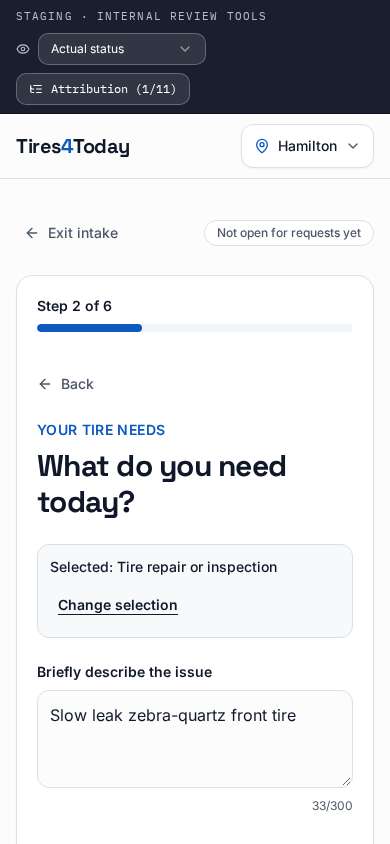 STAGING · INTERNAL REVIEW TOOLS
Actual status
Attribution (1/11)
Tires4Today
Hamilton
Exit intake
Not open for requests yet
Step 2 of 6
Back
YOUR TIRE NEEDS
What do you need
today?
Selected: Tire repair or inspection
Change selection
Briefly describe the issue
Slow leak zebra-quartz front tire
33/300